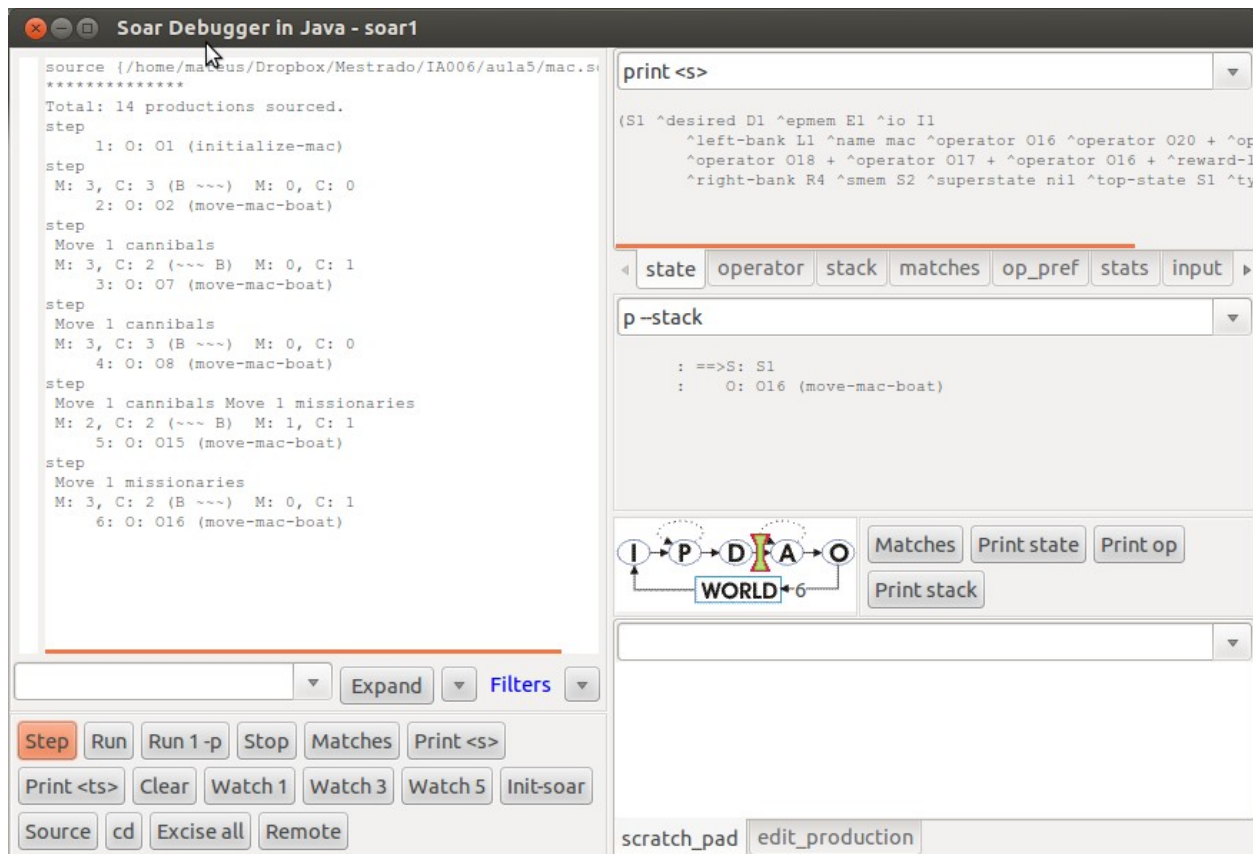 Soar Debugger in Java - soar1
source {/home/mateus/Dropbox/Mestrado/IA006/aula5/mac.so
**************
Total: 14 productions sourced.
step
1: O: O1 (initialize-mac)
step
M: 3, C: 3 (B ~~~) M: 0, C: 0
2: O: O2 (move-mac-boat)
step
Move 1 cannibals
M: 3, C: 2 (~~~ B) M: 0, C: 1
3: O: O7 (move-mac-boat)
step
Move 1 cannibals
M: 3, C: 3 (B ~~~) M: 0, C: 0
4: O: O8 (move-mac-boat)
step
Move 1 cannibals Move 1 missionaries
M: 2, C: 2 (~~~ B) M: 1, C: 1
5: O: O15 (move-mac-boat)
step
Move 1 missionaries
M: 3, C: 2 (B ~~~) M: 0, C: 1
6: O: O16 (move-mac-boat)
Expand Filters
Step Run Run 1 -p Stop Matches Print <s>
Print <ts> Clear Watch 1 Watch 3 Watch 5 Init-soar
Source cd Excise all Remote
print <s>
(S1 ^desired D1 ^epmem E1 ^io I1
^left-bank L1 ^name mac ^operator O16 ^operator O20 + ^op
^operator O18 + ^operator O17 + ^operator O16 + ^reward-l
^right-bank R4 ^smem S2 ^superstate nil ^top-state S1 ^ty
state operator stack matches op_pref stats input
p --stack
: ==>S: S1
: O: O16 (move-mac-boat)
I P D A O
WORLD 6
Matches Print state Print op
Print stack
scratch_pad edit_production